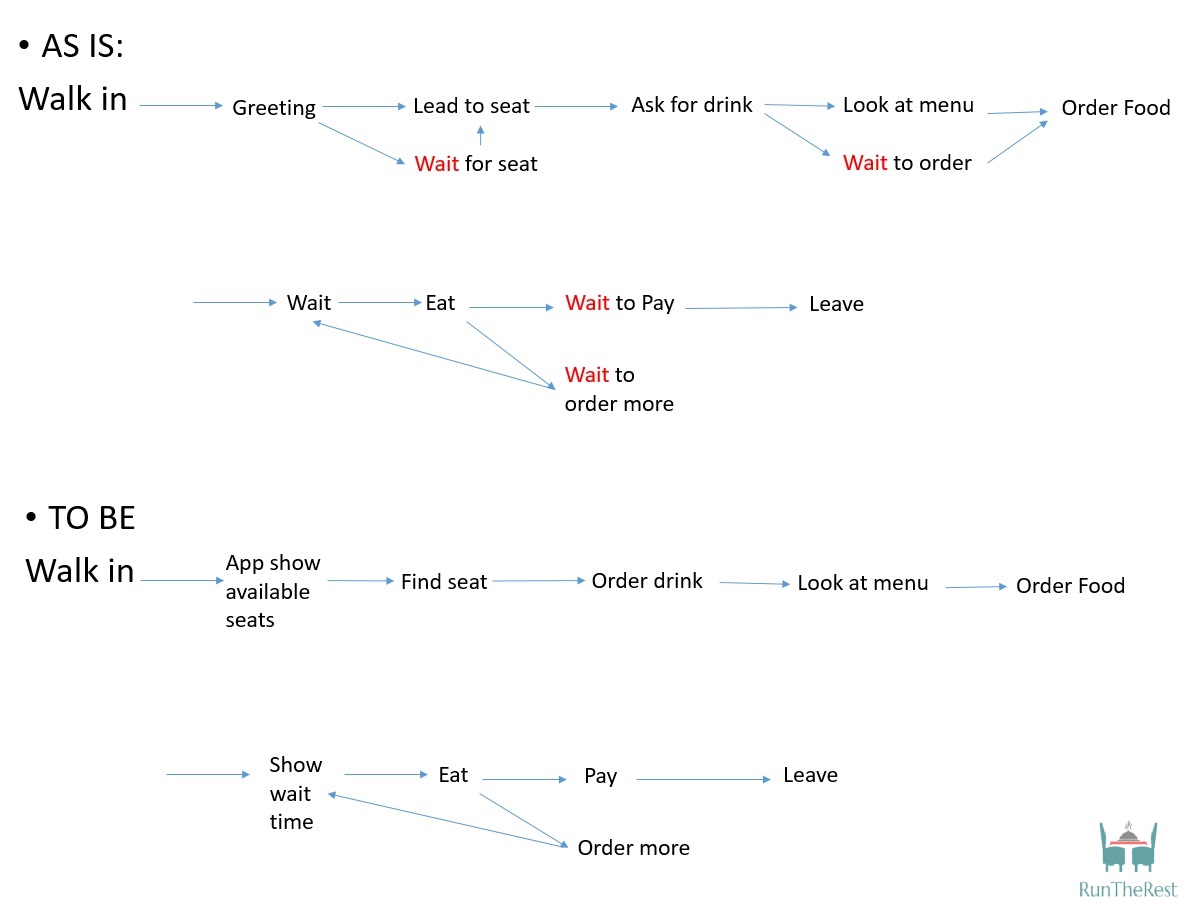 • AS IS:
Walk in
Greeting
Lead to seat
Ask for drink
Look at menu
Order Food
Wait for seat
Wait to order
Wait
Eat
Wait to Pay
Leave
Wait to
order more
• TO BE
Walk in
App show
available
seats
Find seat
Order drink
Look at menu
Order Food
Show
wait
time
Eat
Pay
Leave
Order more
RunTheRest